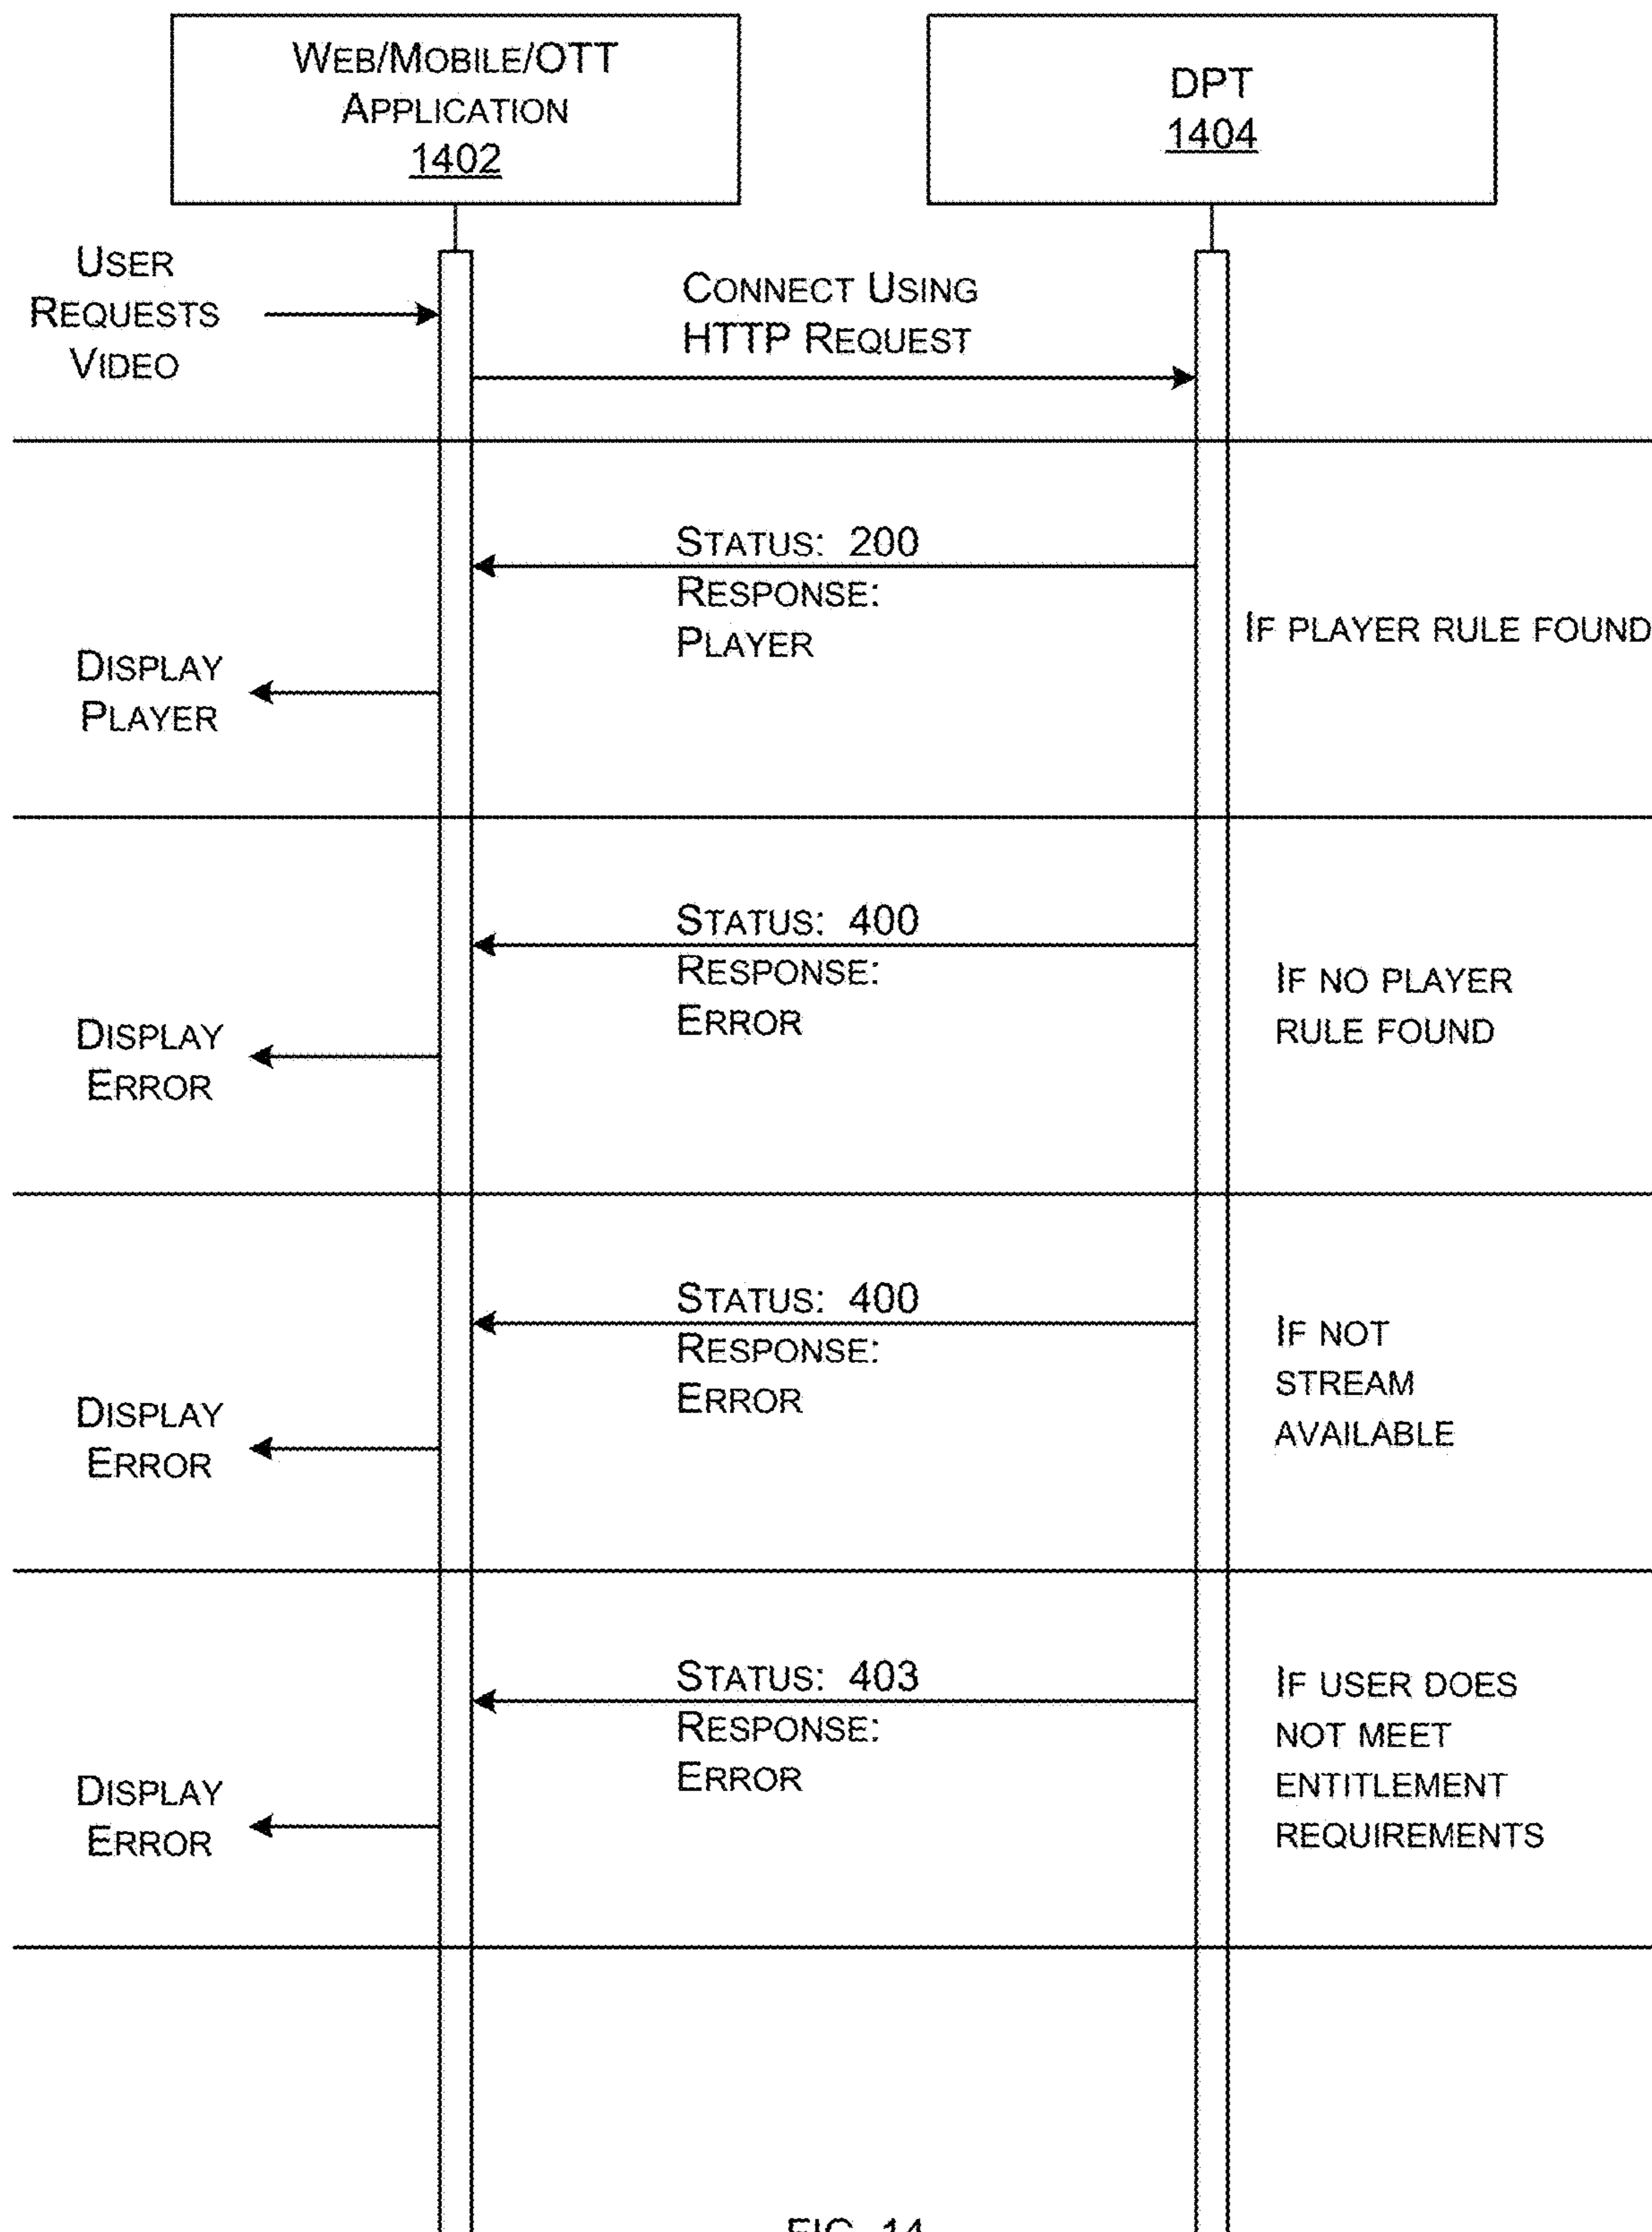 WEB/MOBILE/OTT
APPLICATION
1402
DPT
1404
USER
REQUESTS
VIDEO
CONNECT USING
HTTP REQUEST
STATUS: 200
RESPONSE:
PLAYER
IF PLAYER RULE FOUND
DISPLAY
PLAYER
STATUS: 400
RESPONSE:
ERROR
IF NO PLAYER
RULE FOUND
DISPLAY
ERROR
STATUS: 400
RESPONSE:
ERROR
IF NOT
STREAM
AVAILABLE
DISPLAY
ERROR
STATUS: 403
RESPONSE:
ERROR
IF USER DOES
NOT MEET
ENTITLEMENT
REQUIREMENTS
DISPLAY
ERROR
FIG. 14